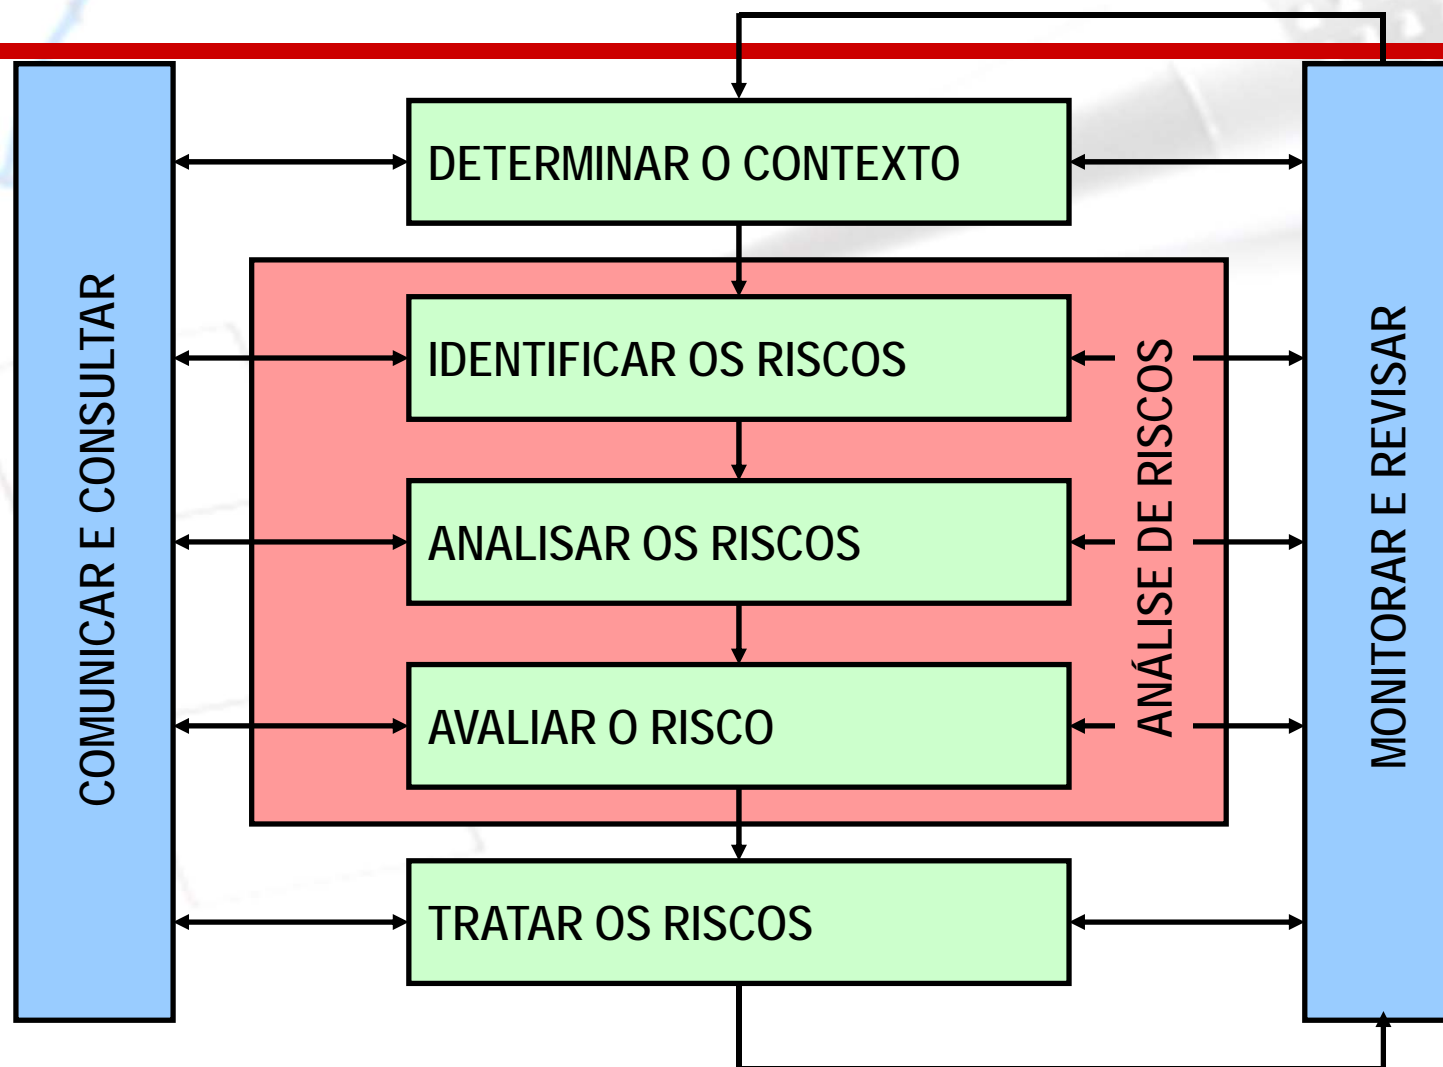 DETERMINAR O CONTEXTO
COMUNICAR E CONSULTAR
IDENTIFICAR OS RISCOS
ANALISAR OS RISCOS
AVALIAR O RISCO
ANÁLISE DE RISCOS
MONITORAR E REVISAR
TRATAR OS RISCOS